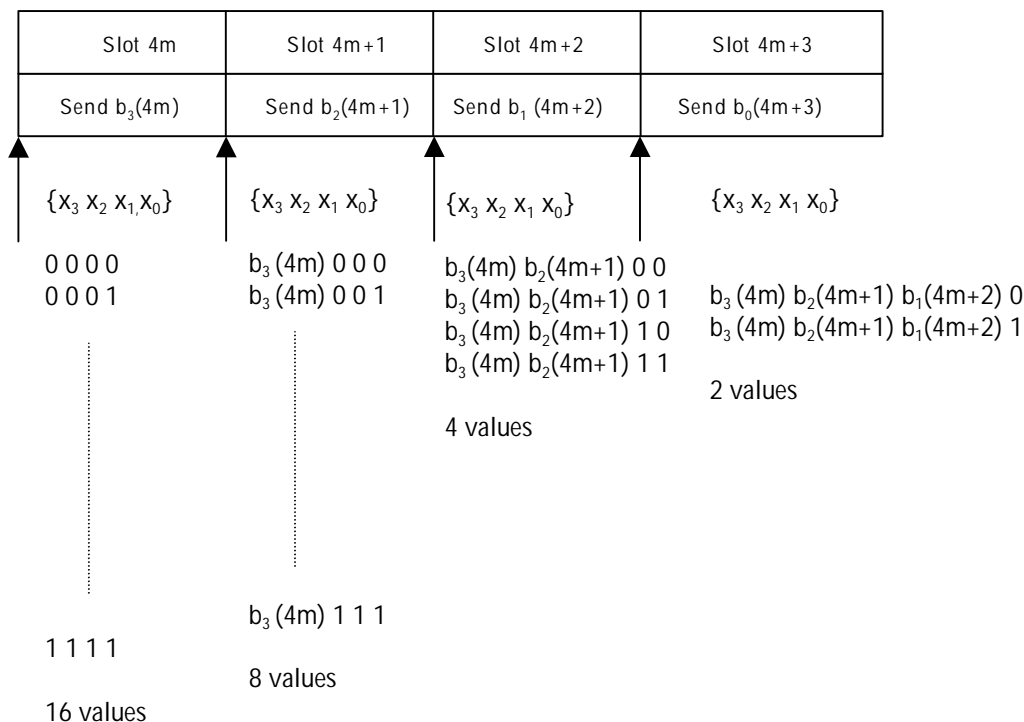 Slot 4m Slot 4m+1 Slot 4m+2 Slot 4m+3
Send b₃(4m) Send b₂(4m+1) Send b₁ (4m+2) Send b₀(4m+3)
{x₃ x₂ x₁,x₀} {x₃ x₂ x₁ x₀} {x₃ x₂ x₁ x₀} {x₃ x₂ x₁ x₀}
0 0 0 0
0 0 0 1
1 1 1 1
16 values
b₃ (4m) 0 0 0
b₃ (4m) 0 0 1
b₃ (4m) 1 1 1
8 values
b₃(4m) b₂(4m+1) 0 0
b₃ (4m) b₂(4m+1) 0 1
b₃ (4m) b₂(4m+1) 1 0
b₃ (4m) b₂(4m+1) 1 1
4 values
b₃ (4m) b₂(4m+1) b₁(4m+2) 0
b₃ (4m) b₂(4m+1) b₁(4m+2) 1
2 values